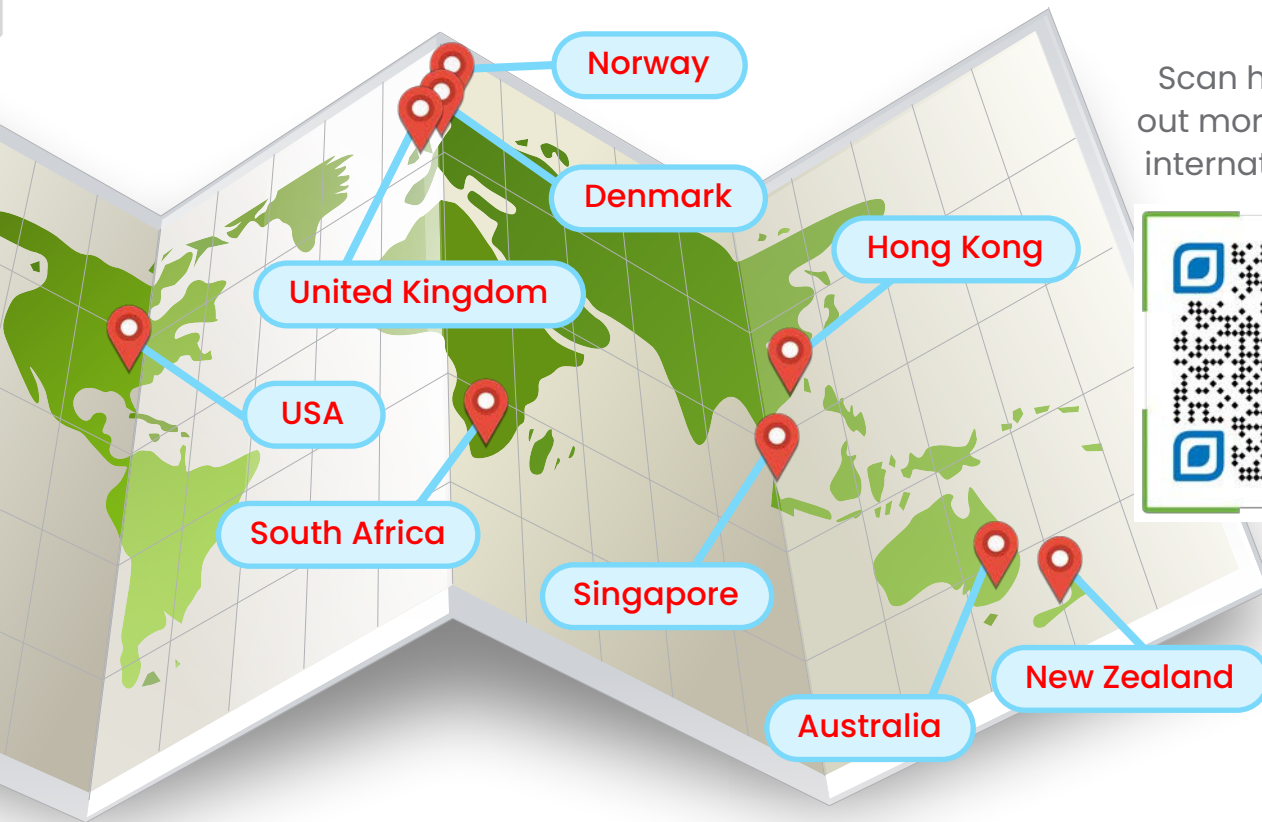 Norway
Scan h
out mor
internat
Denmark
Hong Kong
United Kingdom
USA
South Africa
Singapore
New Zealand
Australia